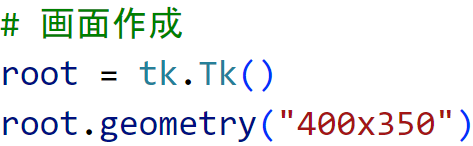 # 画面作成
root = tk.Tk()
root.geometry("400x350")